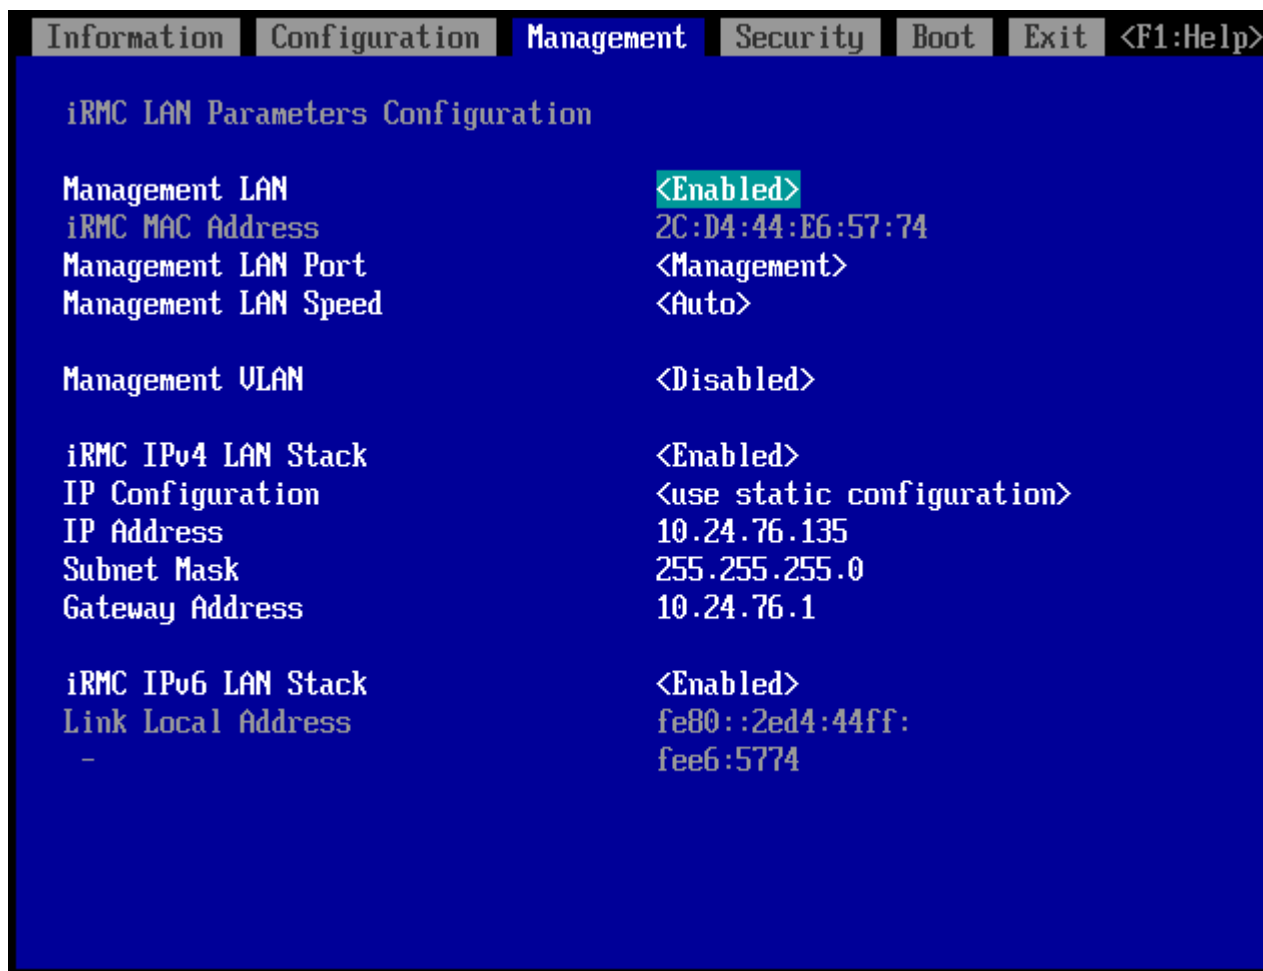 Information Configuration Management Security Boot Exit <F1:Help>
iRMC LAN Parameters Configuration
Management LAN <Enabled>
iRMC MAC Address 2C:D4:44:E6:57:74
Management LAN Port <Management>
Management LAN Speed <Auto>
Management VLAN <Disabled>
iRMC IPv4 LAN Stack <Enabled>
IP Configuration <use static configuration>
IP Address 10.24.76.135
Subnet Mask 255.255.255.0
Gateway Address 10.24.76.1
iRMC IPv6 LAN Stack <Enabled>
Link Local Address fe80::2ed4:44ff:
- fee6:5774